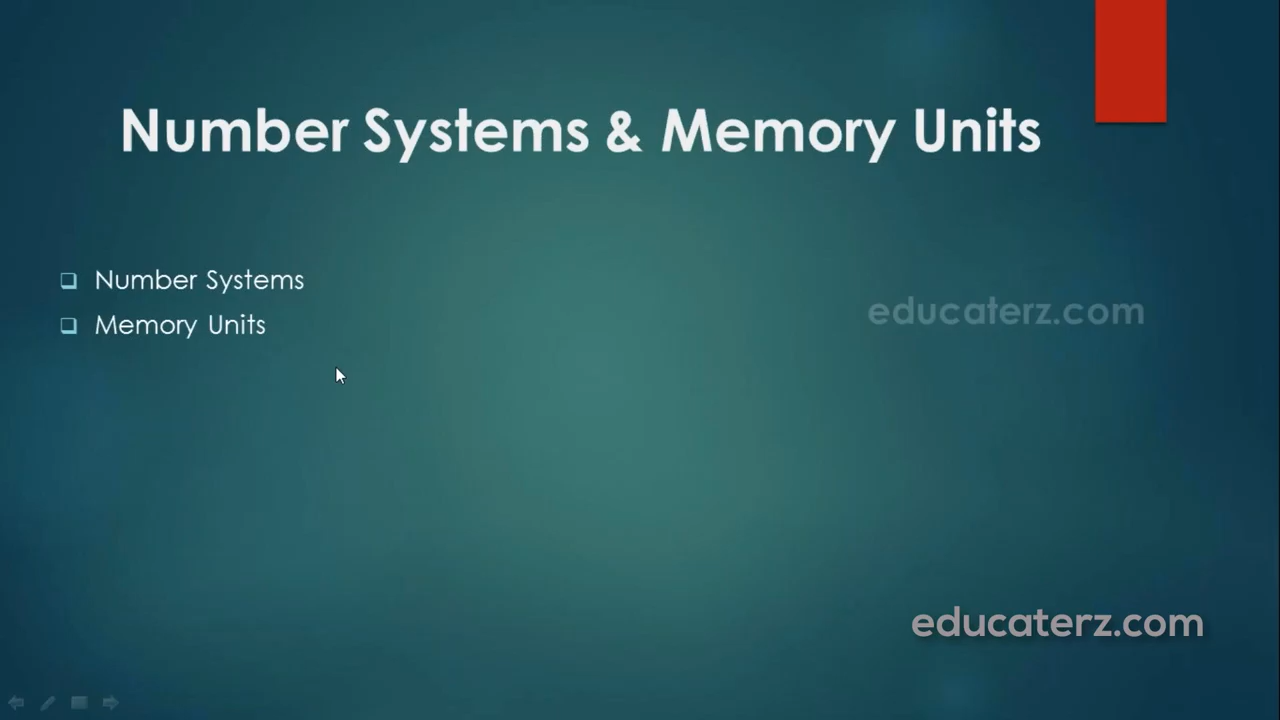 Number Systems & Memory Units
Number Systems
Memory Units
educaterz.com
educaterz.com